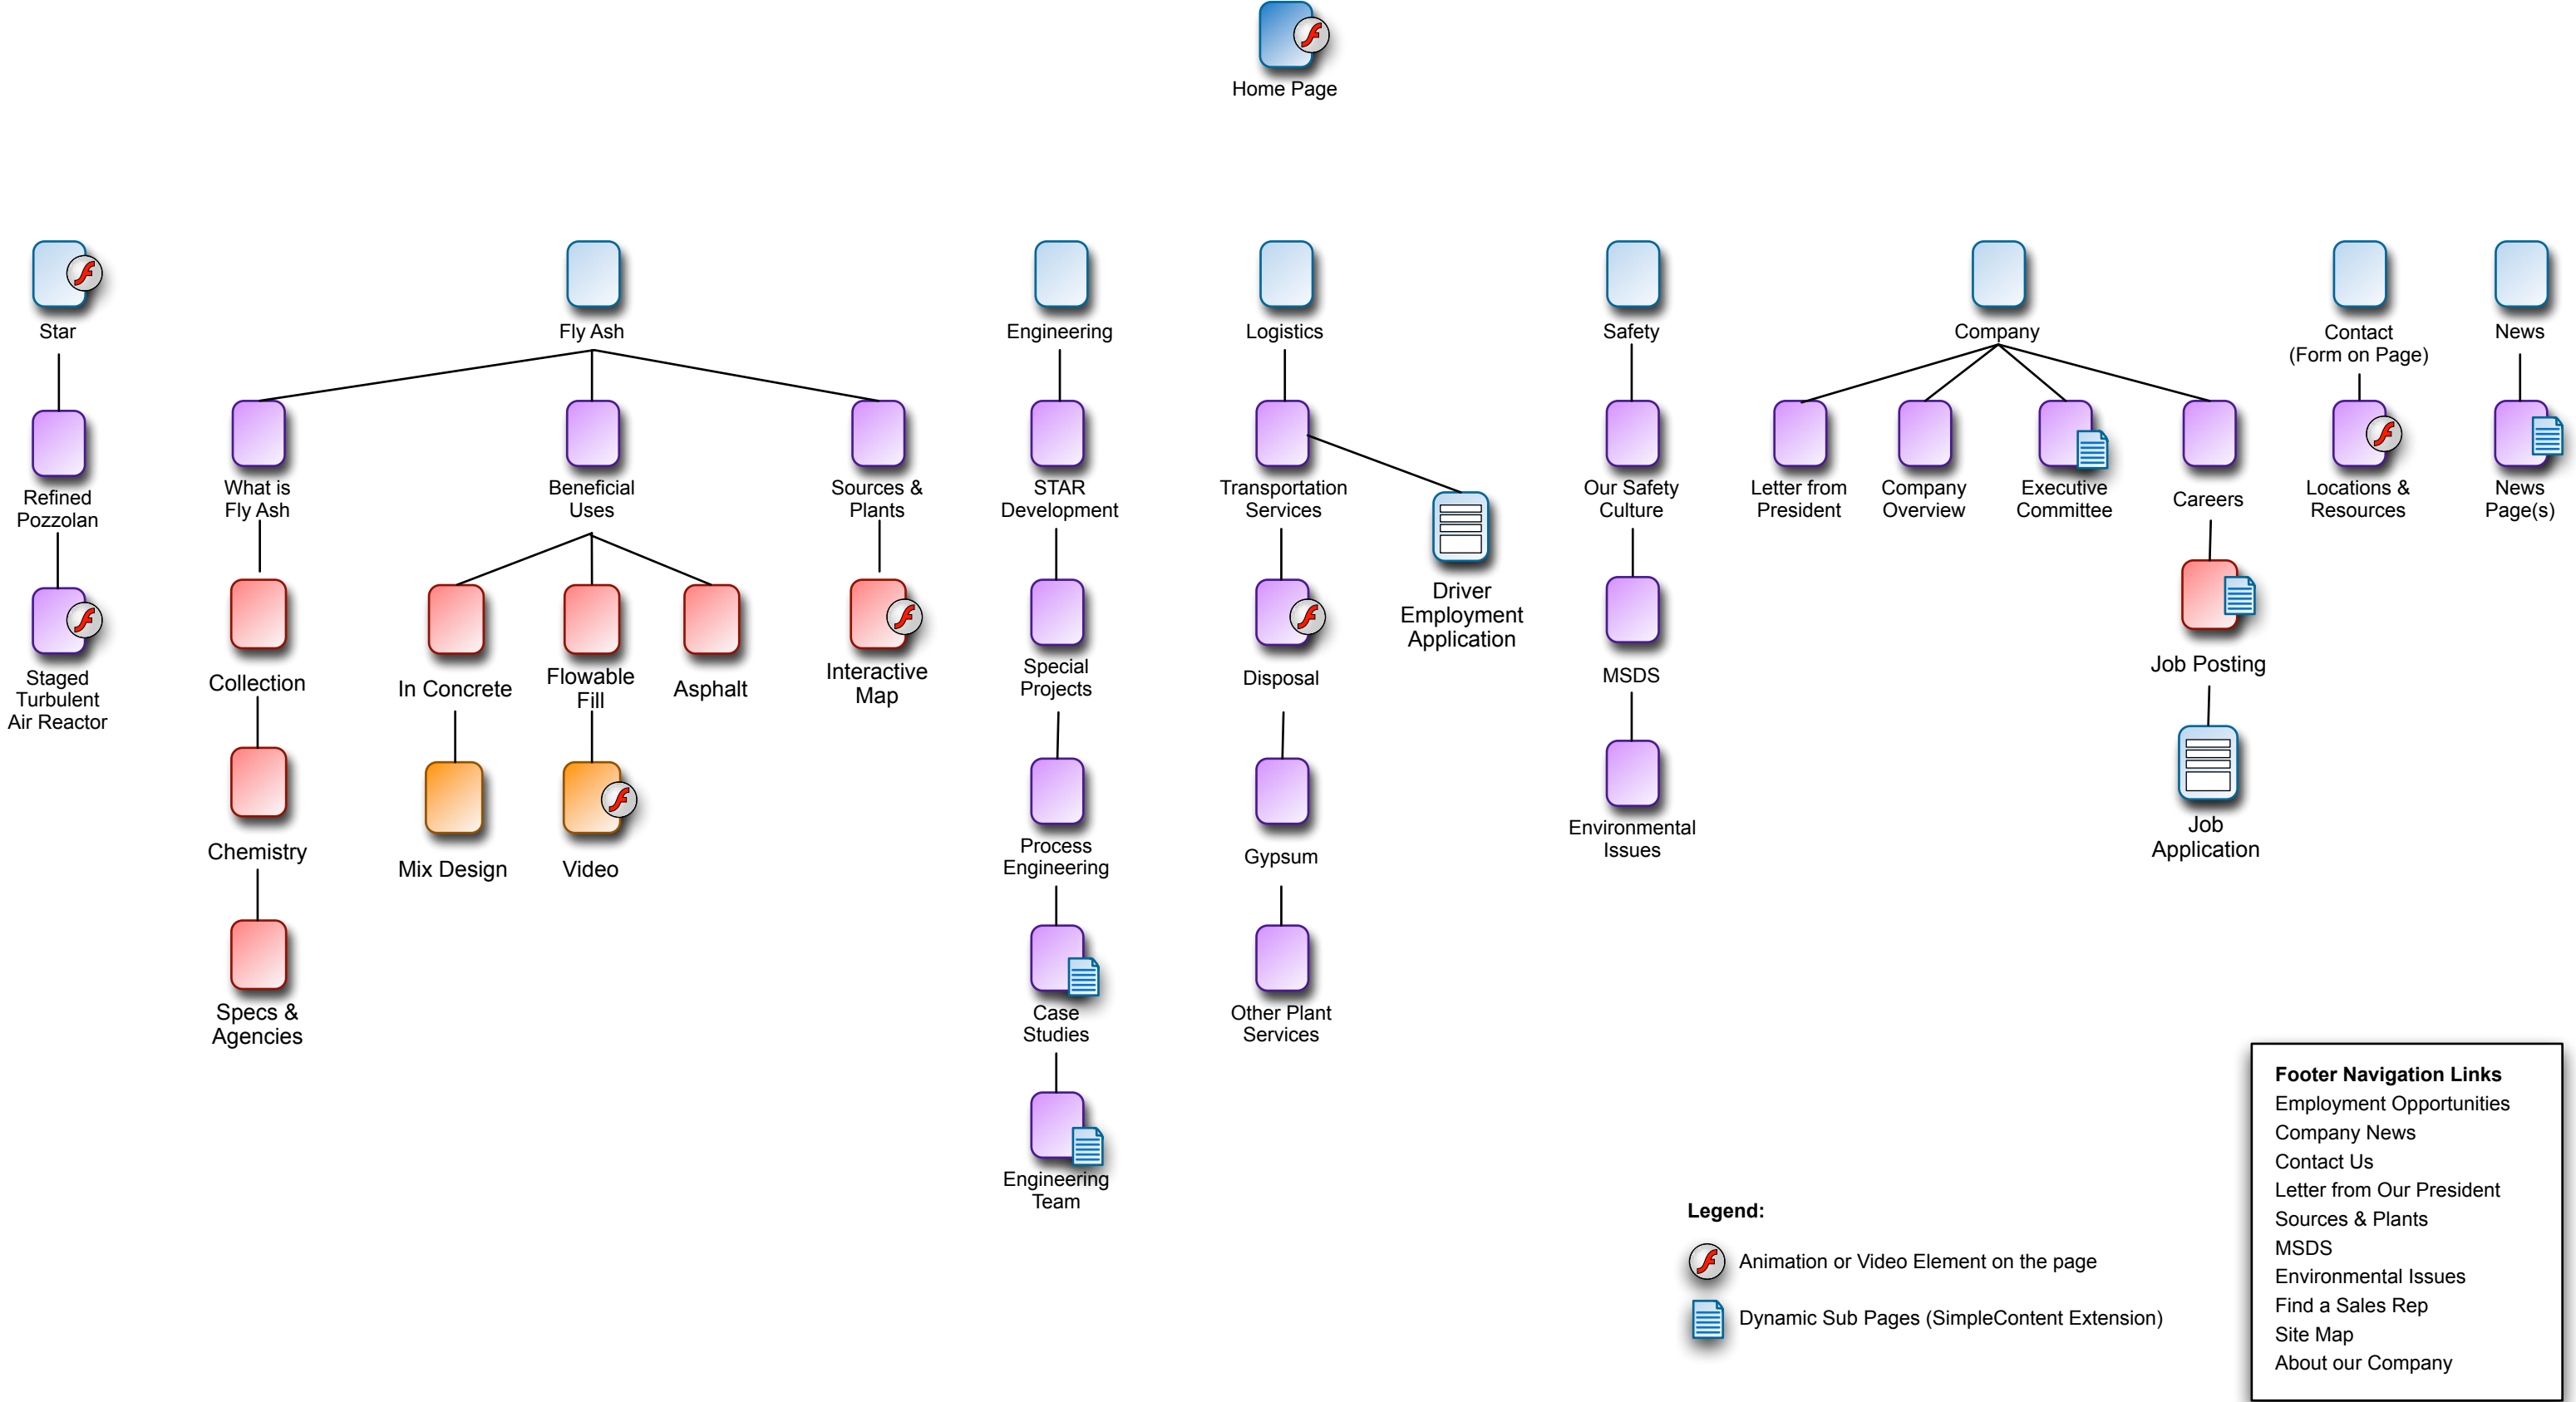 Home Page
Star
Fly Ash
Engineering
Logistics
Safety
Company
Contact
(Form on Page)
News
Refined
Pozzolan
What is
Fly Ash
Beneficial
Uses
Sources &
Plants
STAR
Development
Transportation
Services
Driver
Employment
Application
Our Safety
Culture
Letter from
President
Company
Overview
Executive
Committee
Careers
Locations &
Resources
News
Page(s)
Staged
Turbulent
Air Reactor
Collection
In Concrete
Flowable
Fill
Asphalt
Interactive
Map
Special
Projects
Disposal
MSDS
Job Posting
Chemistry
Mix Design
Video
Process
Engineering
Gypsum
Environmental
Issues
Job
Application
Specs &
Agencies
Case
Studies
Other Plant
Services
Engineering
Team
Legend:
Animation or Video Element on the page
Dynamic Sub Pages (SimpleContent Extension)
Footer Navigation Links
Employment Opportunities
Company News
Contact Us
Letter from Our President
Sources & Plants
MSDS
Environmental Issues
Find a Sales Rep
Site Map
About our Company